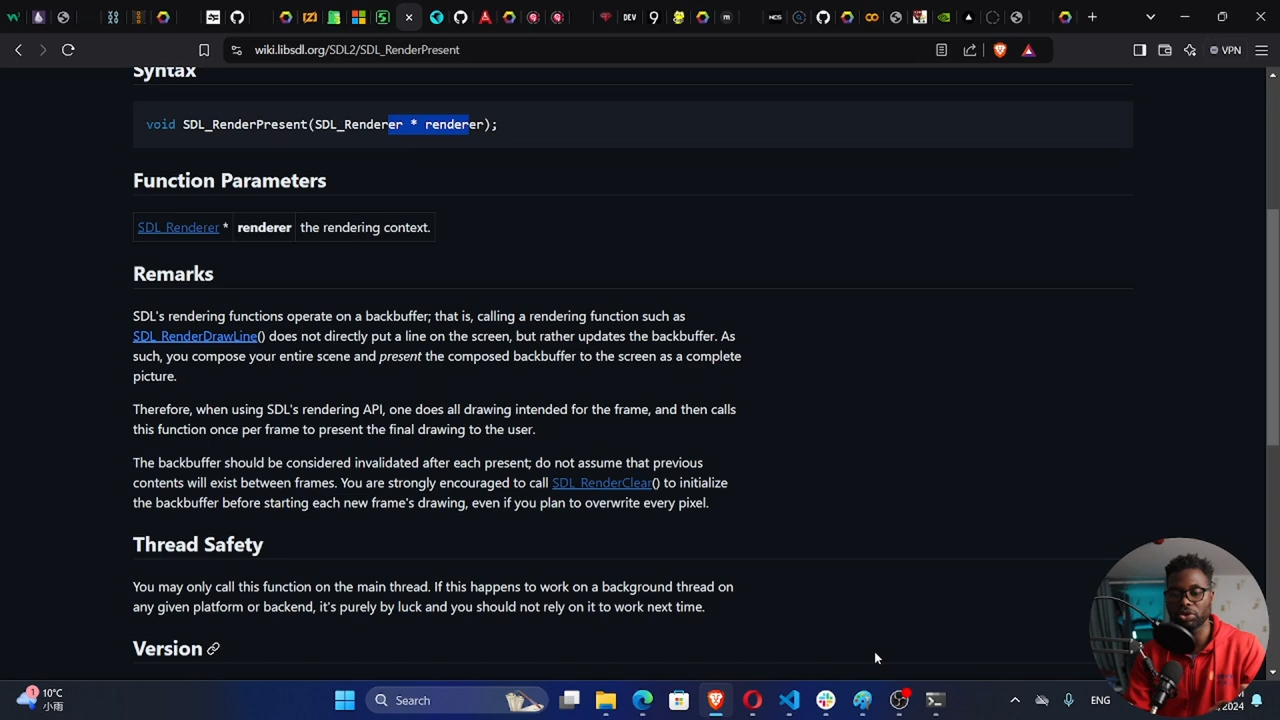 DEV
9
NCS
wiki.libsdl.org/SDL2/SDL_RenderPresent
VPN
Syntax
void SDL_RenderPresent(SDL_Renderer * renderer);
Function Parameters
SDL_Renderer * renderer the rendering context.
Remarks
SDL's rendering functions operate on a backbuffer; that is, calling a rendering function such as
SDL_RenderDrawLine() does not directly put a line on the screen, but rather updates the backbuffer. As
such, you compose your entire scene and present the composed backbuffer to the screen as a complete
picture.
Therefore, when using SDL's rendering API, one does all drawing intended for the frame, and then calls
this function once per frame to present the final drawing to the user.
The backbuffer should be considered invalidated after each present; do not assume that previous
contents will exist between frames. You are strongly encouraged to call SDL_RenderClear() to initialize
the backbuffer before starting each new frame's drawing, even if you plan to overwrite every pixel.
Thread Safety
You may only call this function on the main thread. If this happens to work on a background thread on
any given platform or backend, it's purely by luck and you should not rely on it to work next time.
Version
1
10°C
小雨
Search
ENG
2024